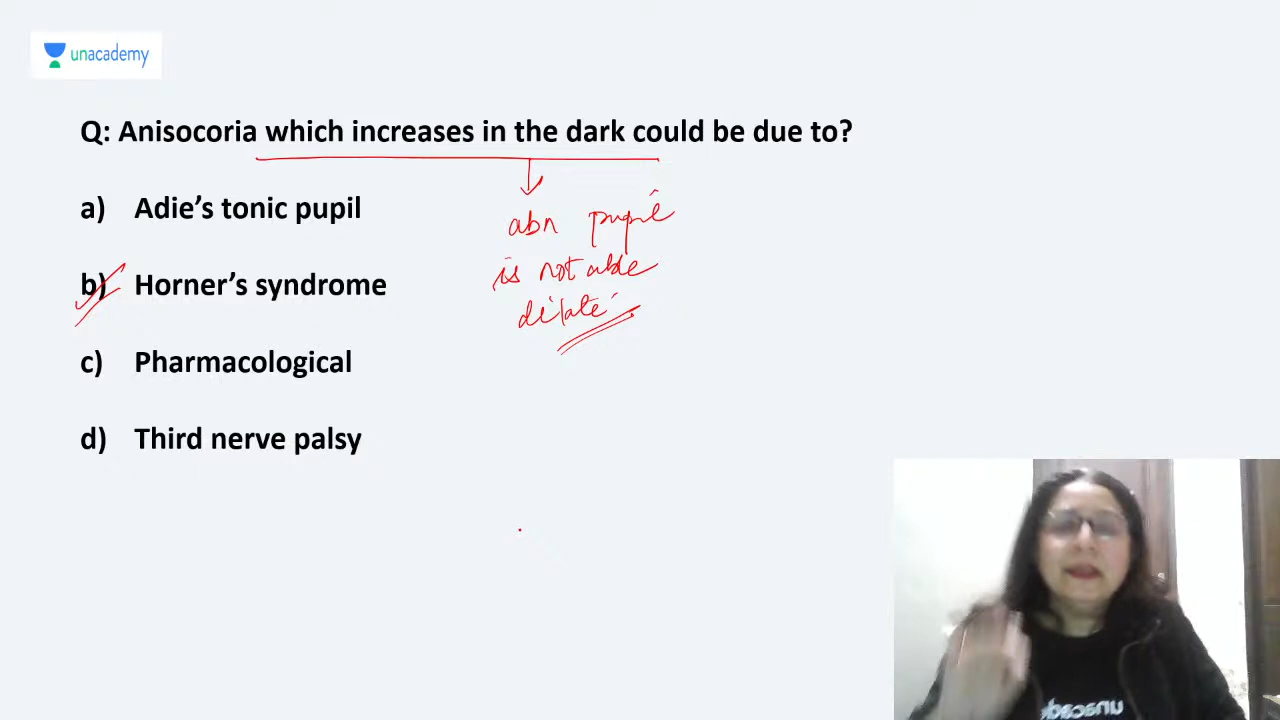 unacademy
Q: Anisocoria which increases in the dark could be due to?
a) Adie's tonic pupil
abn pupil
is not able
b) Horner's syndrome
dilate
c) Pharmacological
d) Third nerve palsy
unacade